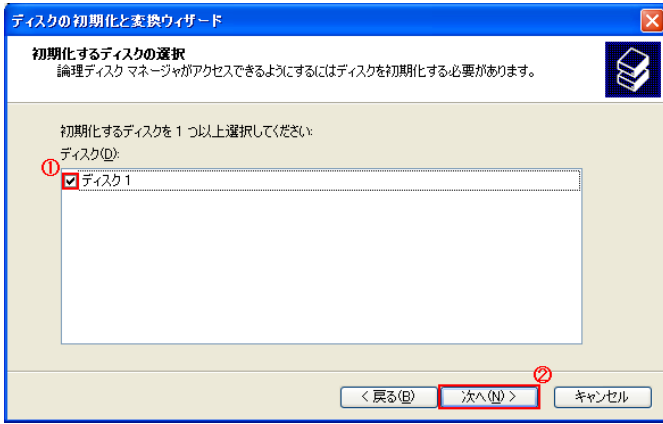 ディスクの初期化と変換ウィザード
初期化するディスクの選択
論理ディスク マネージャがアクセスできるようにするにはディスクを初期化する必要があります。
初期化するディスクを 1 つ以上選択してください:
ディスク(D):
①
ディスク 1
②
< 戻る(B)
次へ(N) >
キャンセル